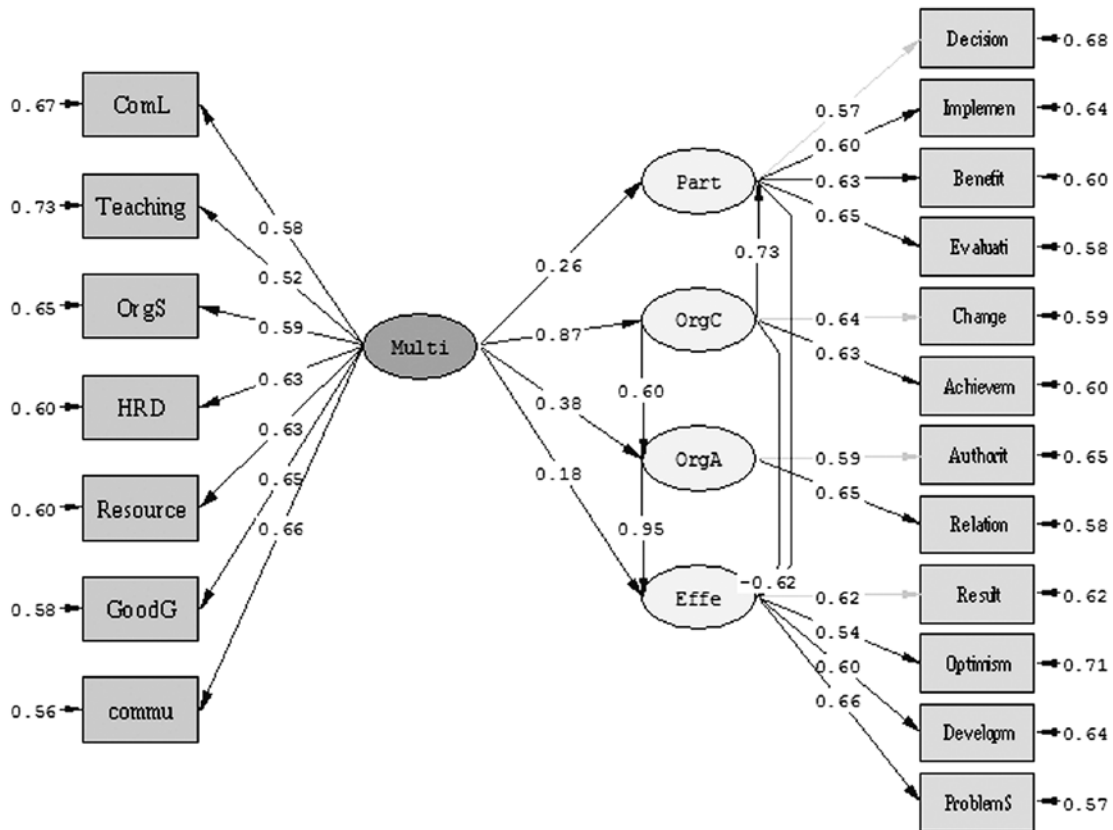 Decision
0.68
0.67
ComL
0.57
Implemen
0.64
0.60
Part
0.63
Benefit
0.60
0.73
Teaching
0.58
0.65
Evaluati
0.58
0.52
0.26
0.73
0.65
OrgS
0.59
0.87
OrgC
0.64
Change
0.59
Multi
0.63
0.63
Achievem
0.60
0.60
HRD
0.38
0.60
0.63
OrgA
0.59
Authorit
0.65
0.65
0.18
0.65
0.60
Resource
0.66
0.95
Relation
0.58
0.58
GoodG
Effe
-0.62
0.62
Result
0.62
0.54
Optimism
0.71
0.60
0.56
commu
0.66
Developm
0.64
ProblemS
0.57